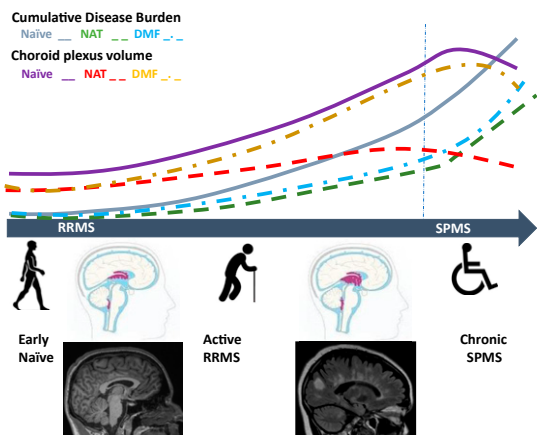 Cumulative Disease Burden
Naïve __ NAT _ _ DMF _._
Choroid plexus volume
Naïve __ NAT _ _ DMF _._
RRMS SPMS
Early
Naïve
Active
RRMS
Chronic
SPMS